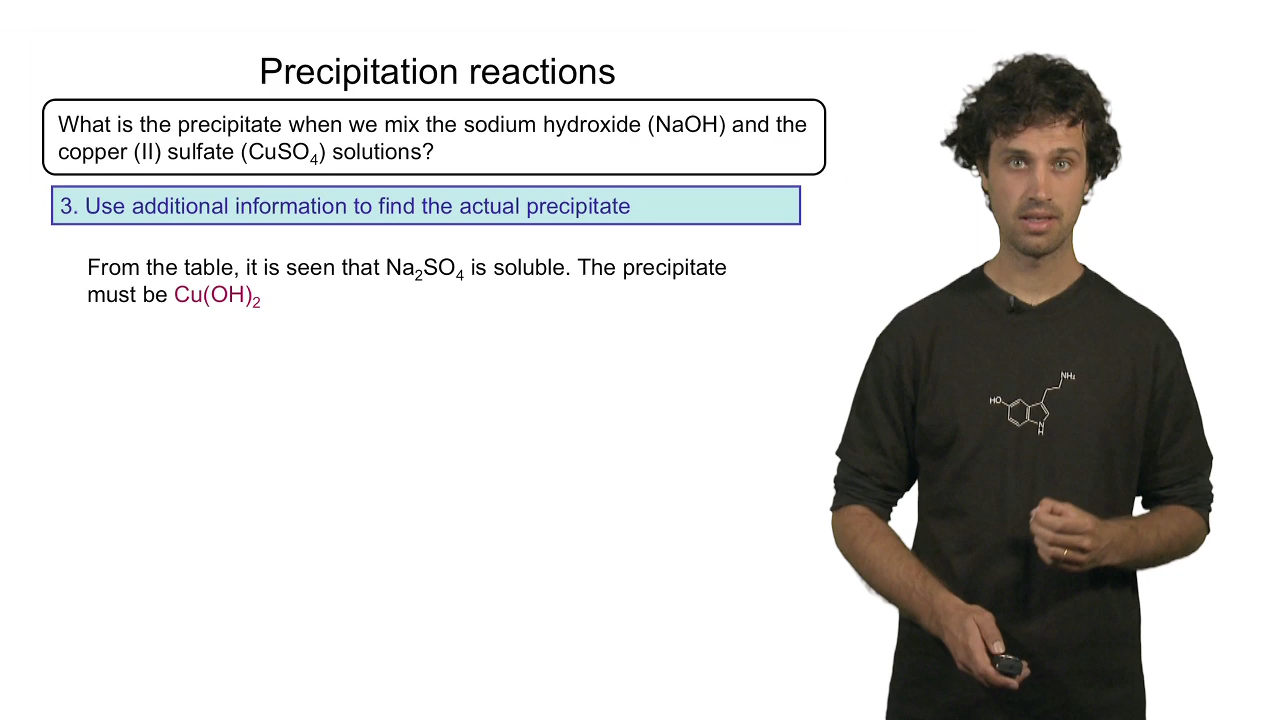 Precipitation reactions
What is the precipitate when we mix the sodium hydroxide (NaOH) and the
copper (II) sulfate (CuSO₄) solutions?
3. Use additional information to find the actual precipitate
From the table, it is seen that Na₂SO₄ is soluble. The precipitate
must be Cu(OH)₂
NH₂
HO
N
H